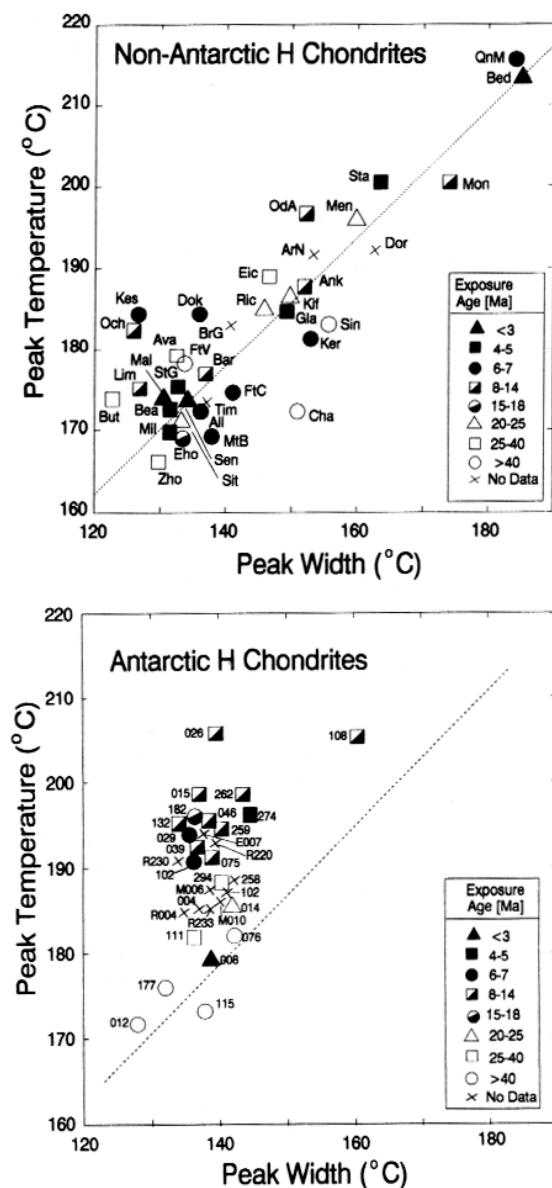 220
Non-Antarctic H Chondrites
QnM
Bed
210
Sta
Mon
200
OdA
Men
ArN
Dor
190
Eic
Ank
Kes
Dok
Ric
Kif
Gla
Sin
Och
BrG
Ker
180
Ava
FtV
Mal
StG
Bar
Lim
FtC
Cha
But
Bea
Tim
170
Mil
All
MtB
Eho
Sen
Zho
Sit
160
120 140 160 180
Peak Temperature (°C)
Peak Width (°C)
Exposure
Age [Ma]
<3
4-5
6-7
8-14
15-18
20-25
25-40
>40
No Data
220
Antarctic H Chondrites
210
026
108
200
015 262
182
046
274
132
259
029
E007
039
R220
190
R230
075
102
294 258
M006 102
004
014
R004
R233 M010
111
076
180
008
177
115
012
170
160
120 140 160 180
Peak Temperature (°C)
Peak Width (°C)
Exposure
Age [Ma]
<3
4-5
6-7
8-14
15-18
20-25
25-40
>40
No Data